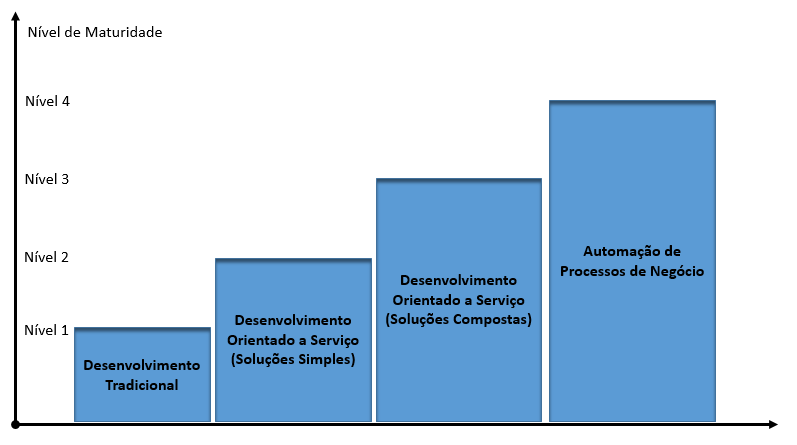 Nível de Maturidade
Nível 4
Nível 3
Nível 2
Nível 1
Desenvolvimento
Tradicional
Desenvolvimento
Orientado a Serviço
(Soluções Simples)
Desenvolvimento
Orientado a Serviço
(Soluções Compostas)
Automação de
Processos de Negócio